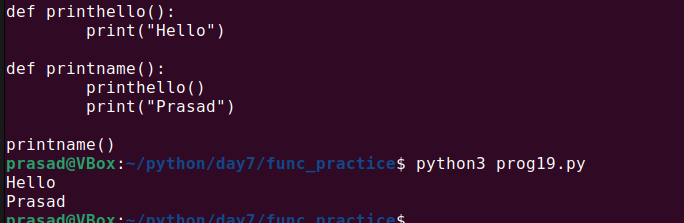 def printhello():
        print("Hello")

def printname():
        printhello()
        print("Prasad")

printname()
prasad@VBox:~/python/day7/func_practice$ python3 prog19.py
Hello
Prasad
prasad@VBox:~/python/day7/func_practice$